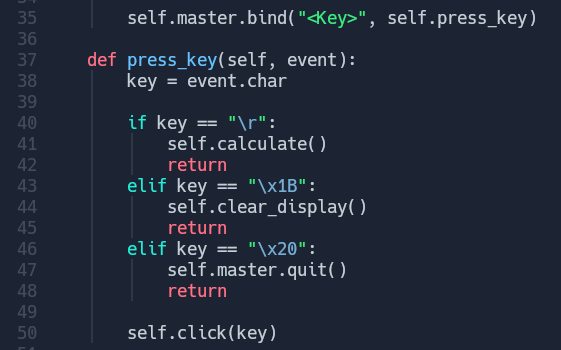 35 self.master.bind("<Key>", self.press_key)
36
37 def press_key(self, event):
38 key = event.char
39
40 if key == "\r":
41 self.calculate()
42 return
43 elif key == "\x1B":
44 self.clear_display()
45 return
46 elif key == "\x20":
47 self.master.quit()
48 return
49
50 self.click(key)